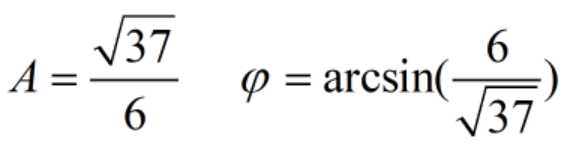 A = √37/6    φ = arcsin(6/√37)